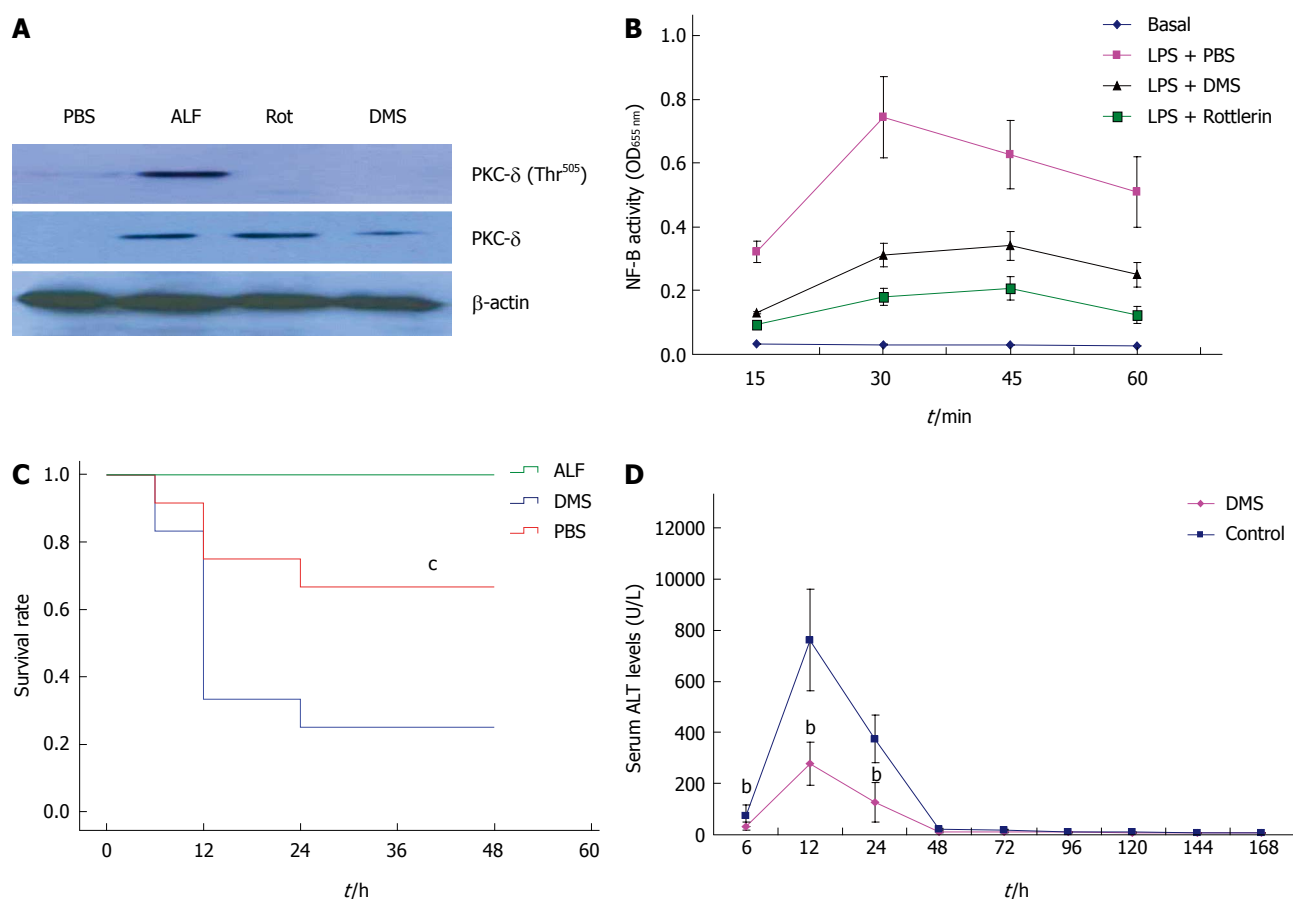 A
PBS ALF Rot DMS
PKC-δ (Thr505)
PKC-δ
β-actin
B
Basal
LPS + PBS
LPS + DMS
LPS + Rottlerin
NF-B activity (OD655 nm)
1.0
0.8
0.6
0.4
0.2
0.0
15 30 45 60
t/min
C
ALF
DMS
PBS
Survival rate
1.0
0.8
0.6
0.4
0.2
0.0
c
0 12 24 36 48 60
t/h
D
DMS
Control
Serum ALT levels (U/L)
12000
10000
800
600
400
200
0
b
b
b
6 12 24 48 72 96 120 144 168
t/h